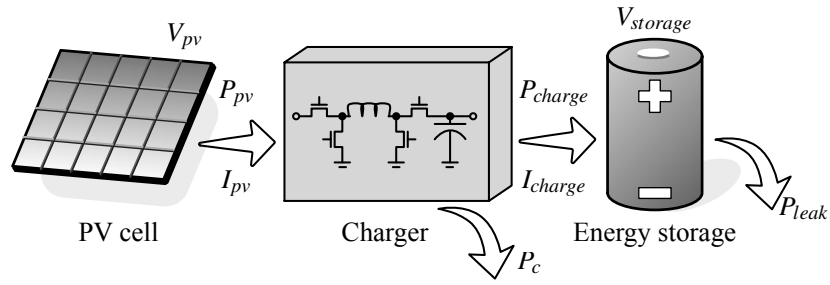 V_pv
V_storage
P_pv
P_charge
I_pv
I_charge
P_leak
PV cell
Charger
Energy storage
P_c